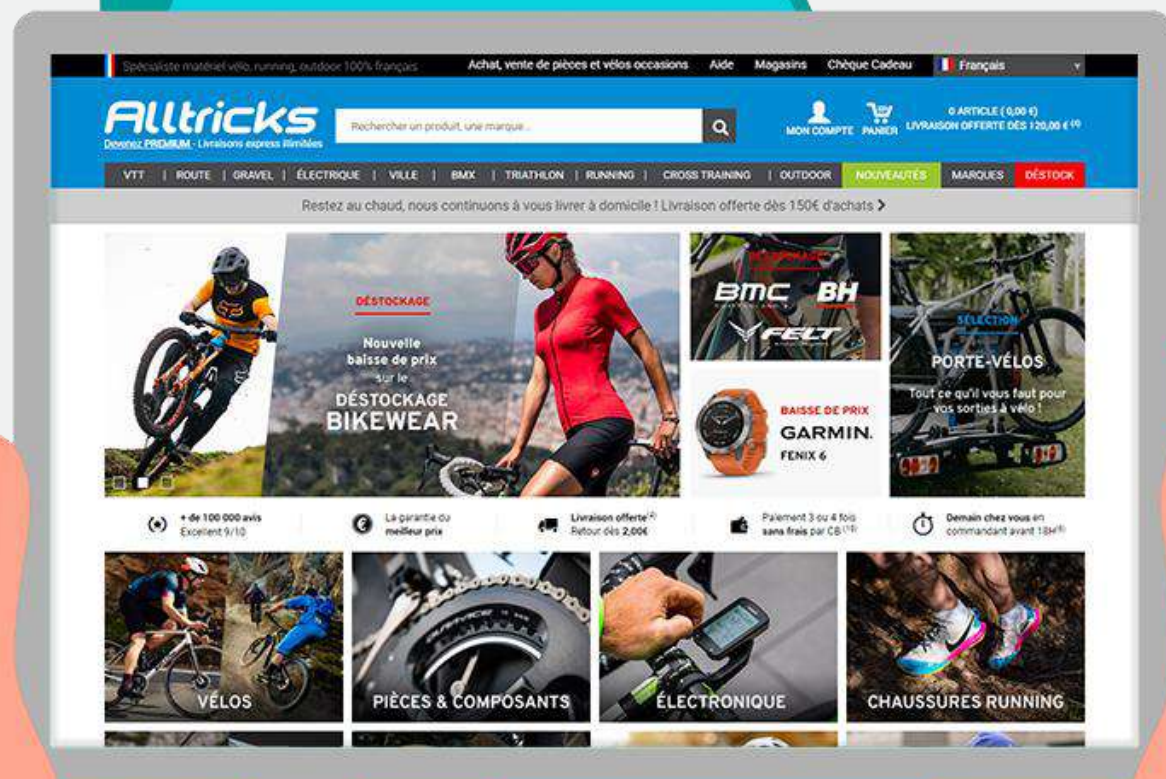 Spécialiste matériel vélo, running, outdoor 100% français
Achat, vente de pièces et vélos occasions Aide Magasins Chèque Cadeau Français
Alltricks
Devenez PREMIUM - Livraisons express illimitées
Rechercher un produit, une marque...
MON COMPTE PANIER
0 ARTICLE ( 0,00 €)
LIVRAISON OFFERTE DÈS 120,00 € (4)
VTT | ROUTE | GRAVEL | ÉLECTRIQUE | VILLE | BMX | TRIATHLON | RUNNING | CROSS TRAINING | OUTDOOR NOUVEAUTÉS MARQUES DÉSTOCK
Restez au chaud, nous continuons à vous livrer à domicile ! Livraison offerte dès 150€ d'achats >
FOX
DÉSTOCKAGE
Nouvelle
baisse de prix
sur le
DÉSTOCKAGE
BIKEWEAR
DÉSTOCKAGE
BMC BH
FELT
BAISSE DE PRIX
GARMIN.
FENIX 6
SÉLECTION
PORTE-VÉLOS
Tout ce qu'il vous faut pour
vos sorties à vélo !
+ de 100 000 avis
Excellent 9/10
La garantie du
meilleur prix
Livraison offerte(4)
Retour dès 2,00€
Paiement 3 ou 4 fois
sans frais par CB(10)
Demain chez vous en
commandant avant 18H
VÉLOS
PIÈCES & COMPOSANTS
ÉLECTRONIQUE
CHAUSSURES RUNNING